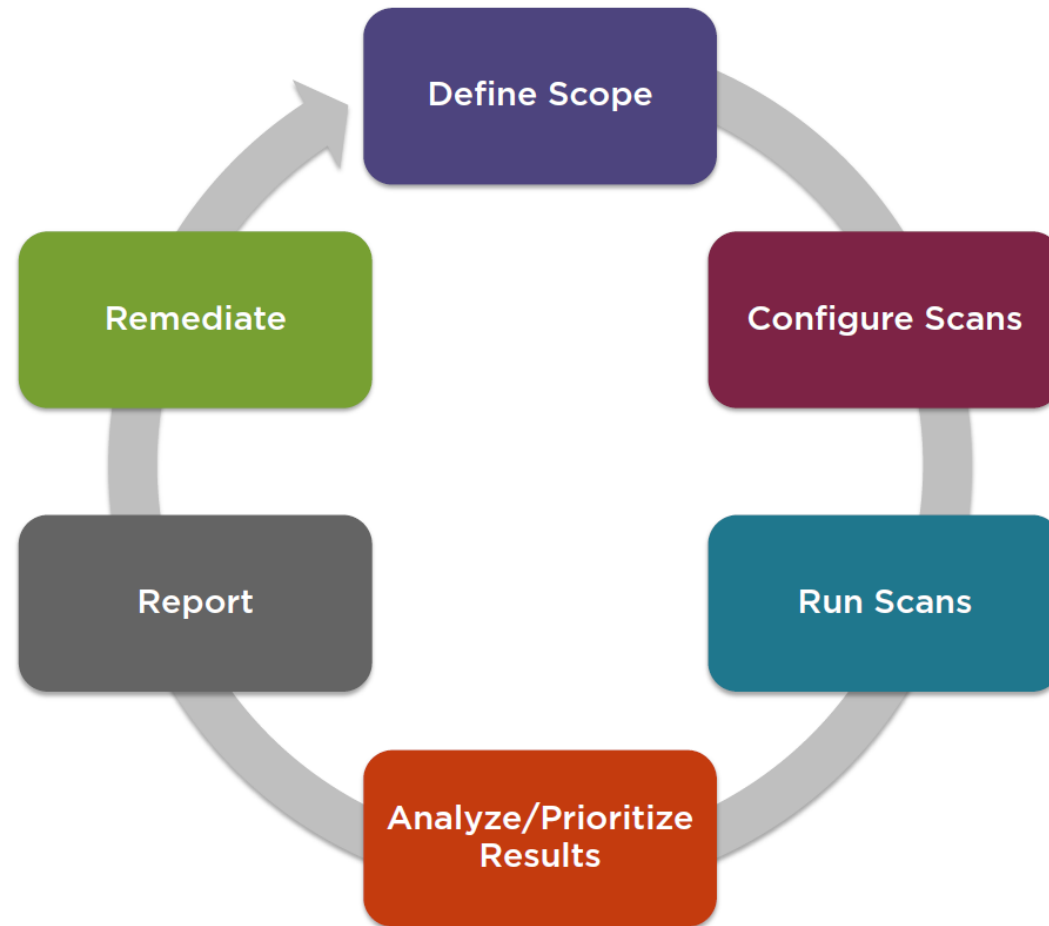 Define Scope
Configure Scans
Run Scans
Analyze/Prioritize
Results
Report
Remediate